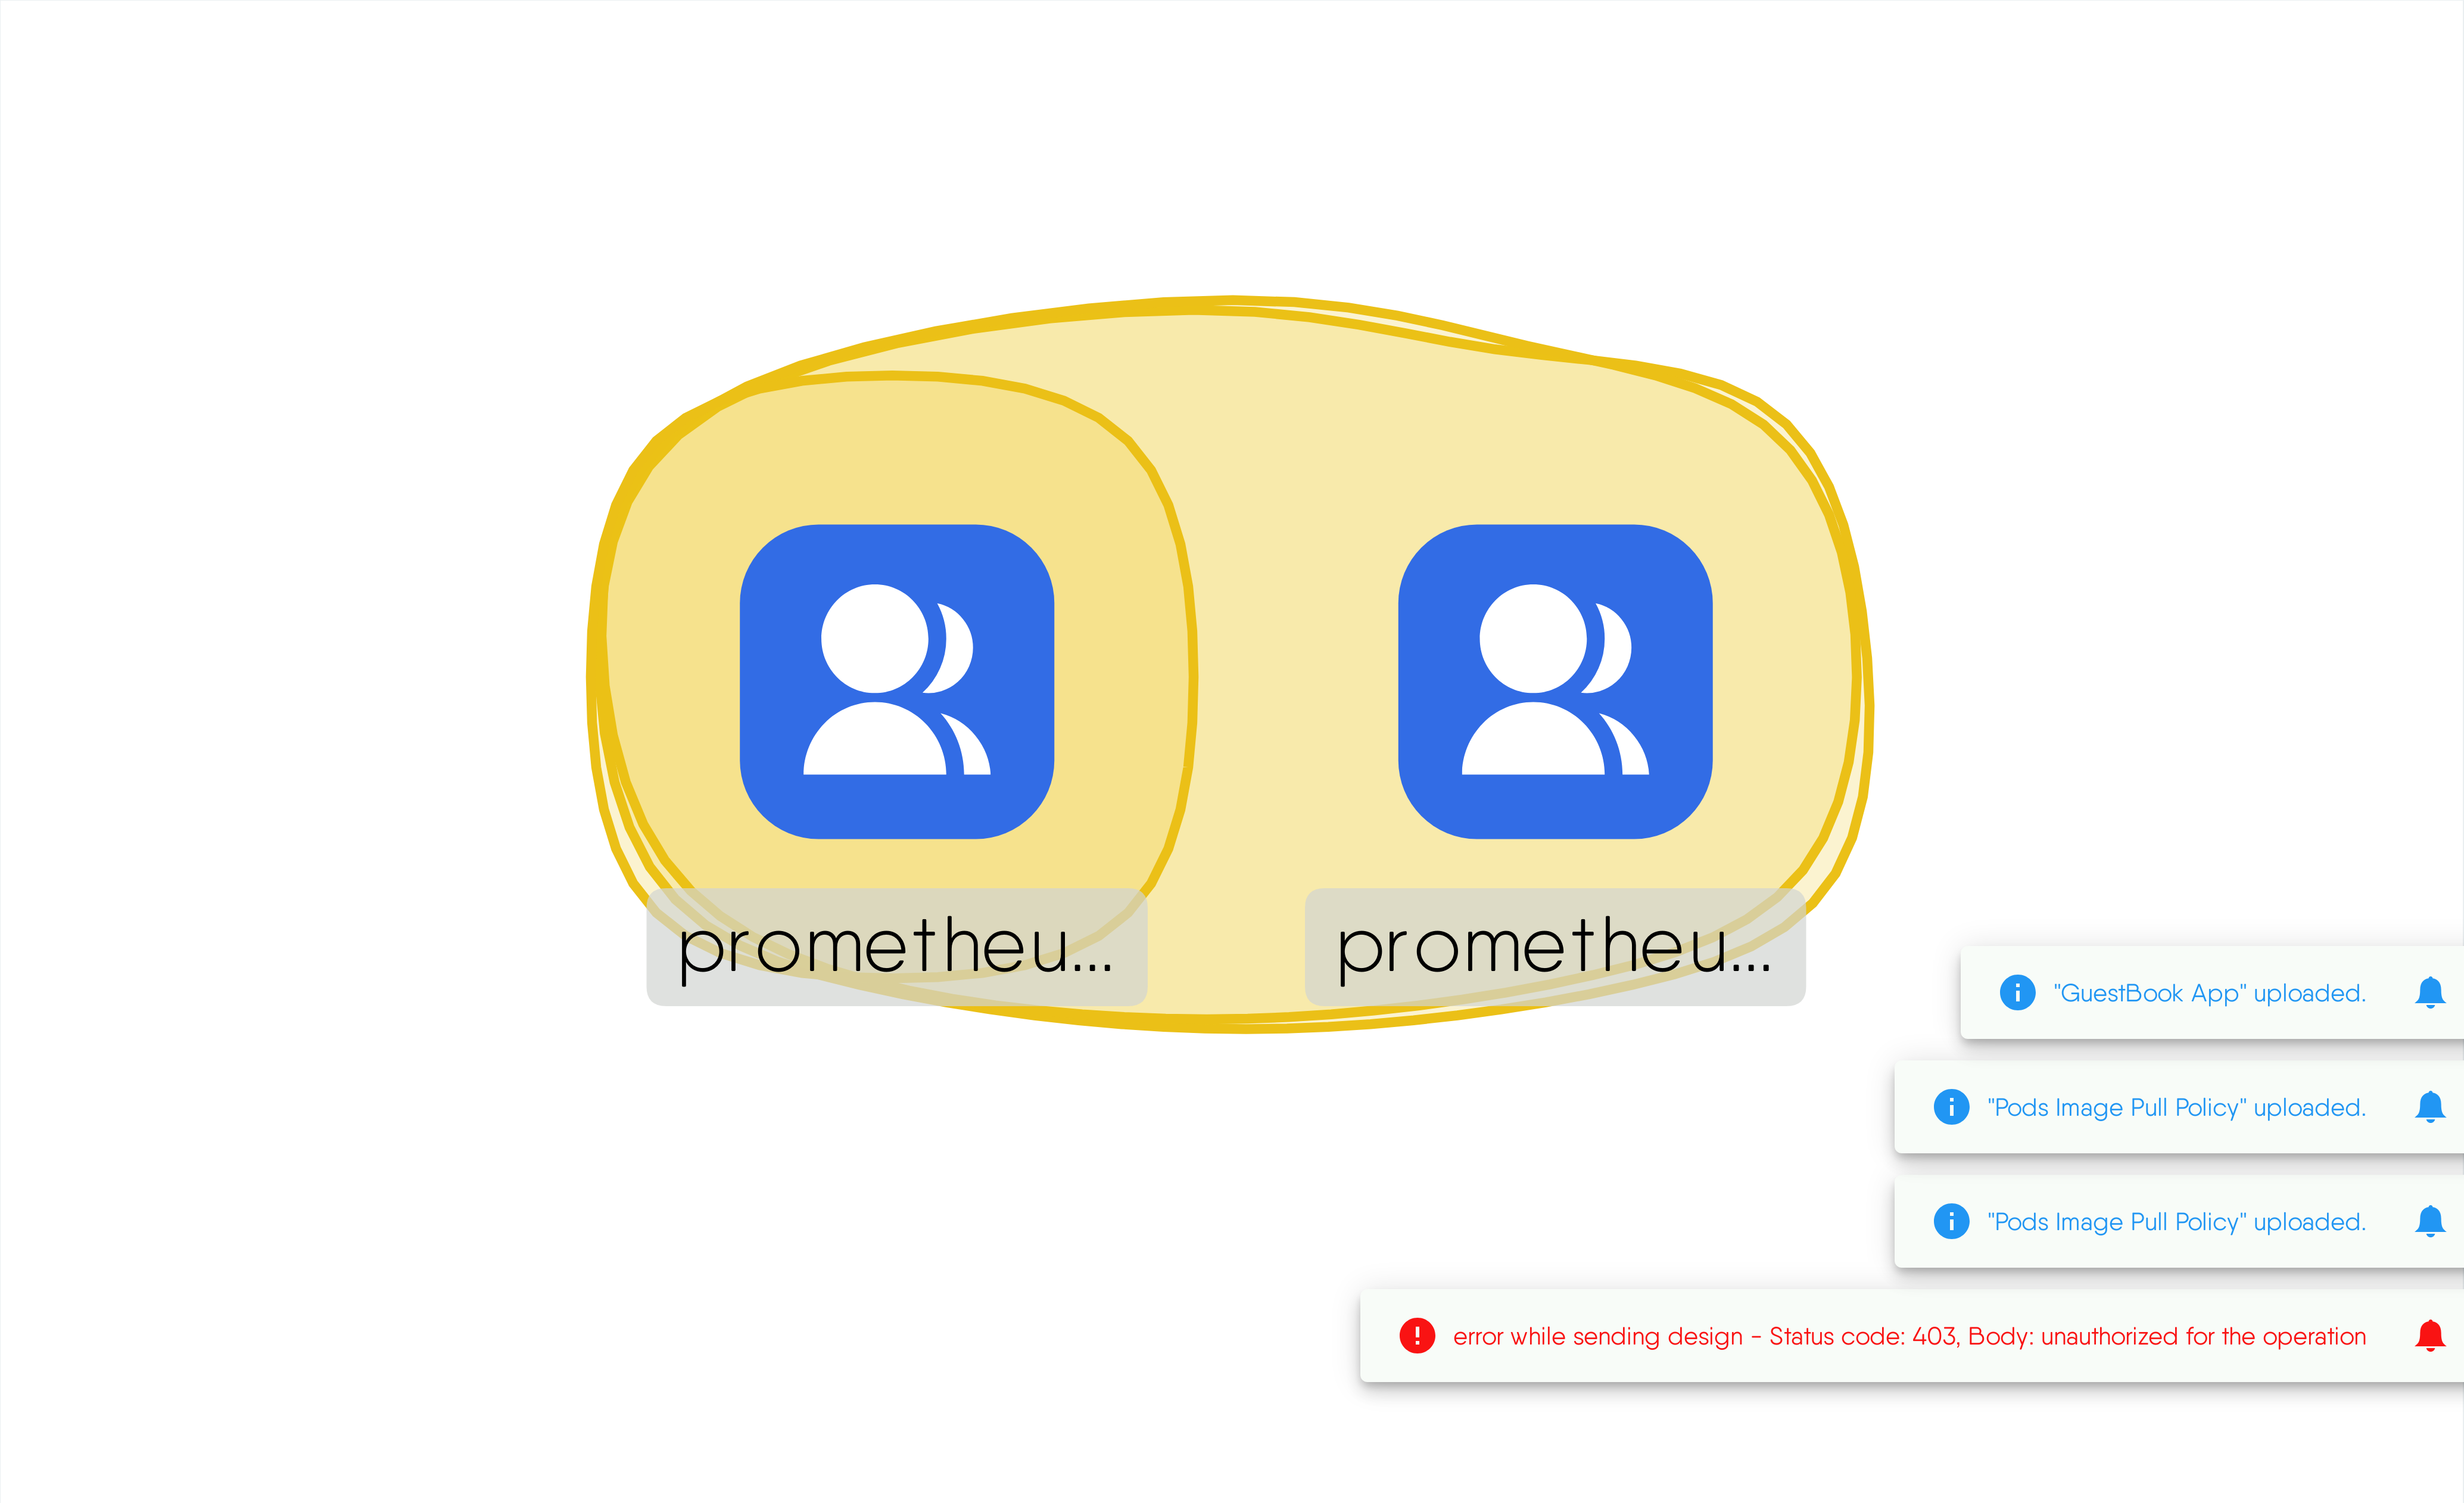 prometheu...
prometheu...
"GuestBook App" uploaded.
"Pods Image Pull Policy" uploaded.
"Pods Image Pull Policy" uploaded.
error while sending design - Status code: 403, Body: unauthorized for the operation